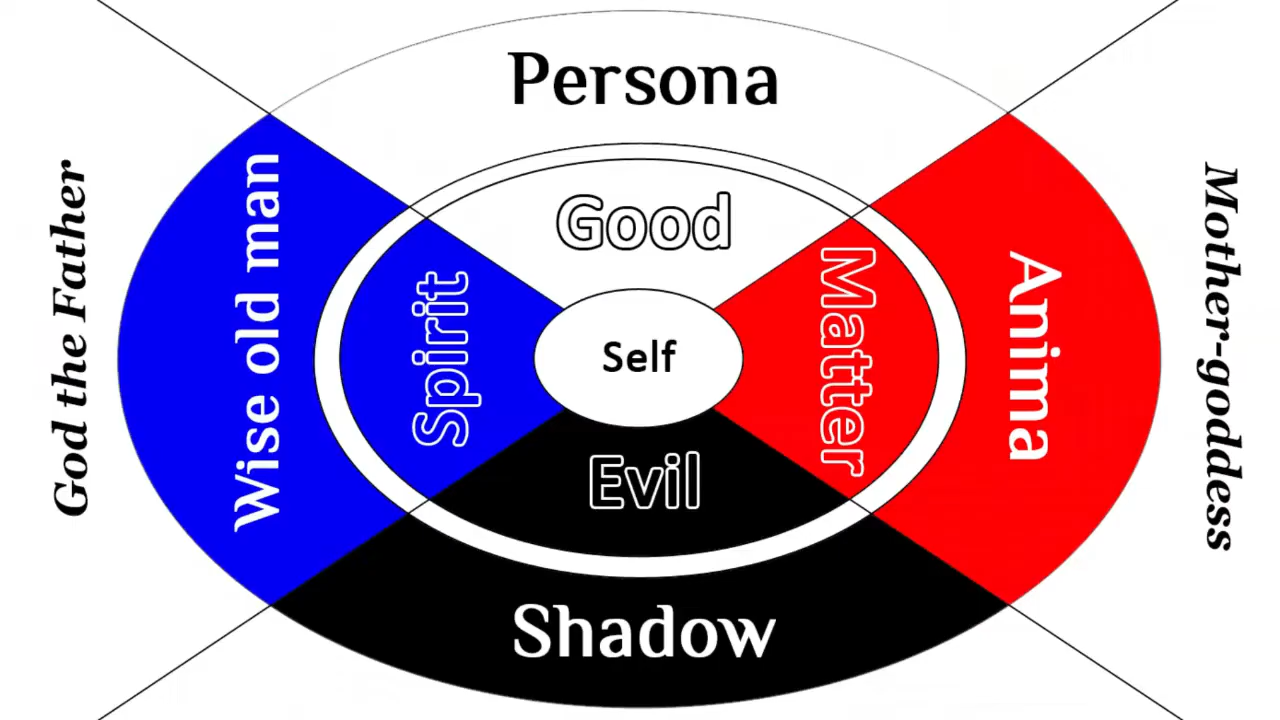 Persona
Good
God the Father
Wise old man
Spirit
Self
Matter
Anima
Mother-goddess
Evil
Shadow